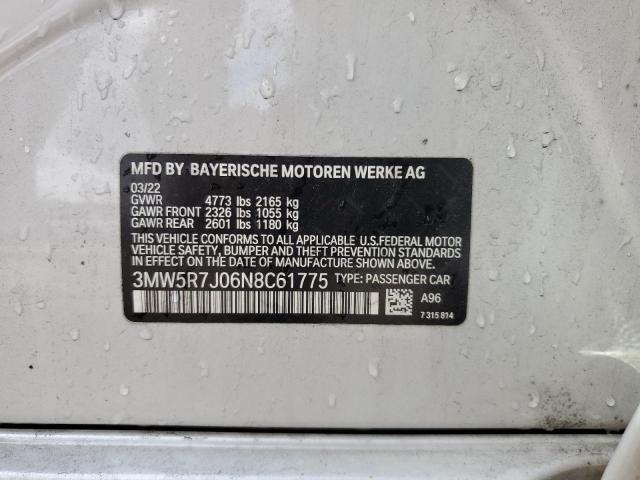 MFD BY BAYERISCHE MOTOREN WERKE AG
03/22
GVWR 4773 lbs 2165 kg
GAWR FRONT 2326 lbs 1055 kg
GAWR REAR 2601 lbs 1180 kg
THIS VEHICLE CONFORMS TO ALL APPLICABLE U.S.FEDERAL MOTOR
VEHICLE SAFETY, BUMPER AND THEFT PREVENTION STANDARDS IN
EFFECT ON THE DATE OF MANUFACTURE SHOWN ABOVE.
3MW5R7J06N8C61775 TYPE: PASSENGER CAR
A96
7 315 814